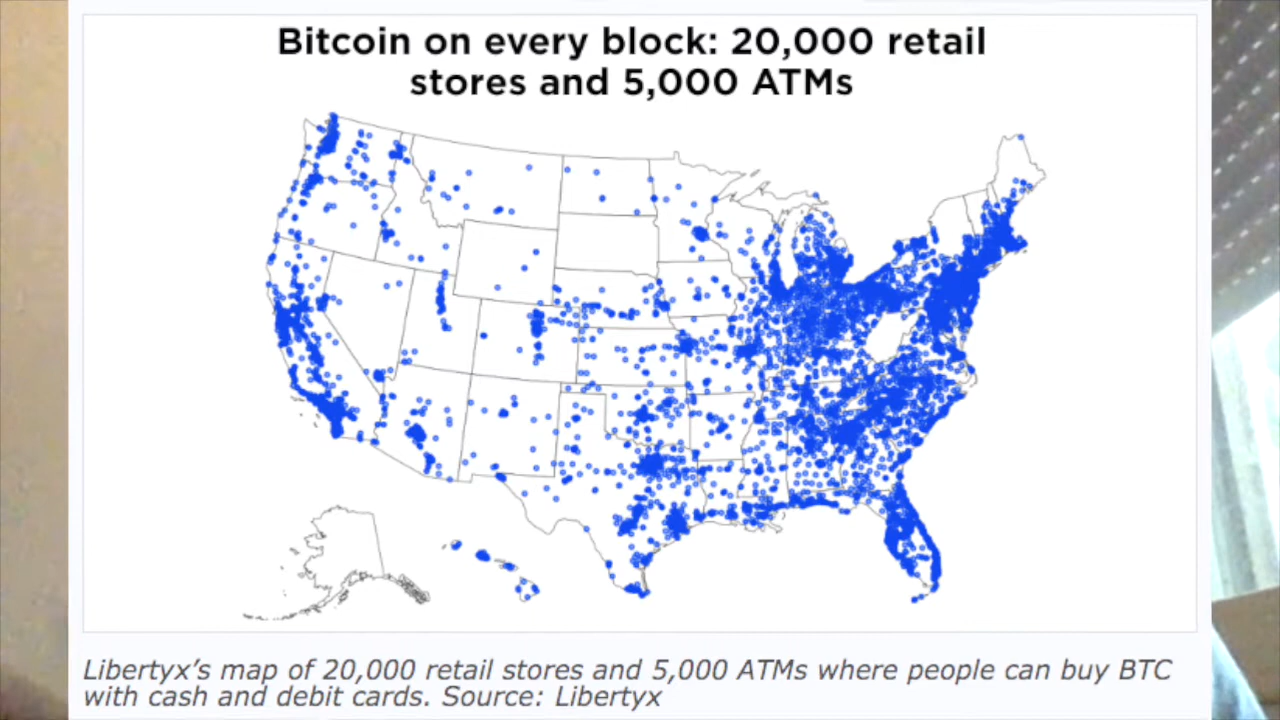 Bitcoin on every block: 20,000 retail
stores and 5,000 ATMs
Libertyx's map of 20,000 retail stores and 5,000 ATMs where people can buy BTC
with cash and debit cards. Source: Libertyx